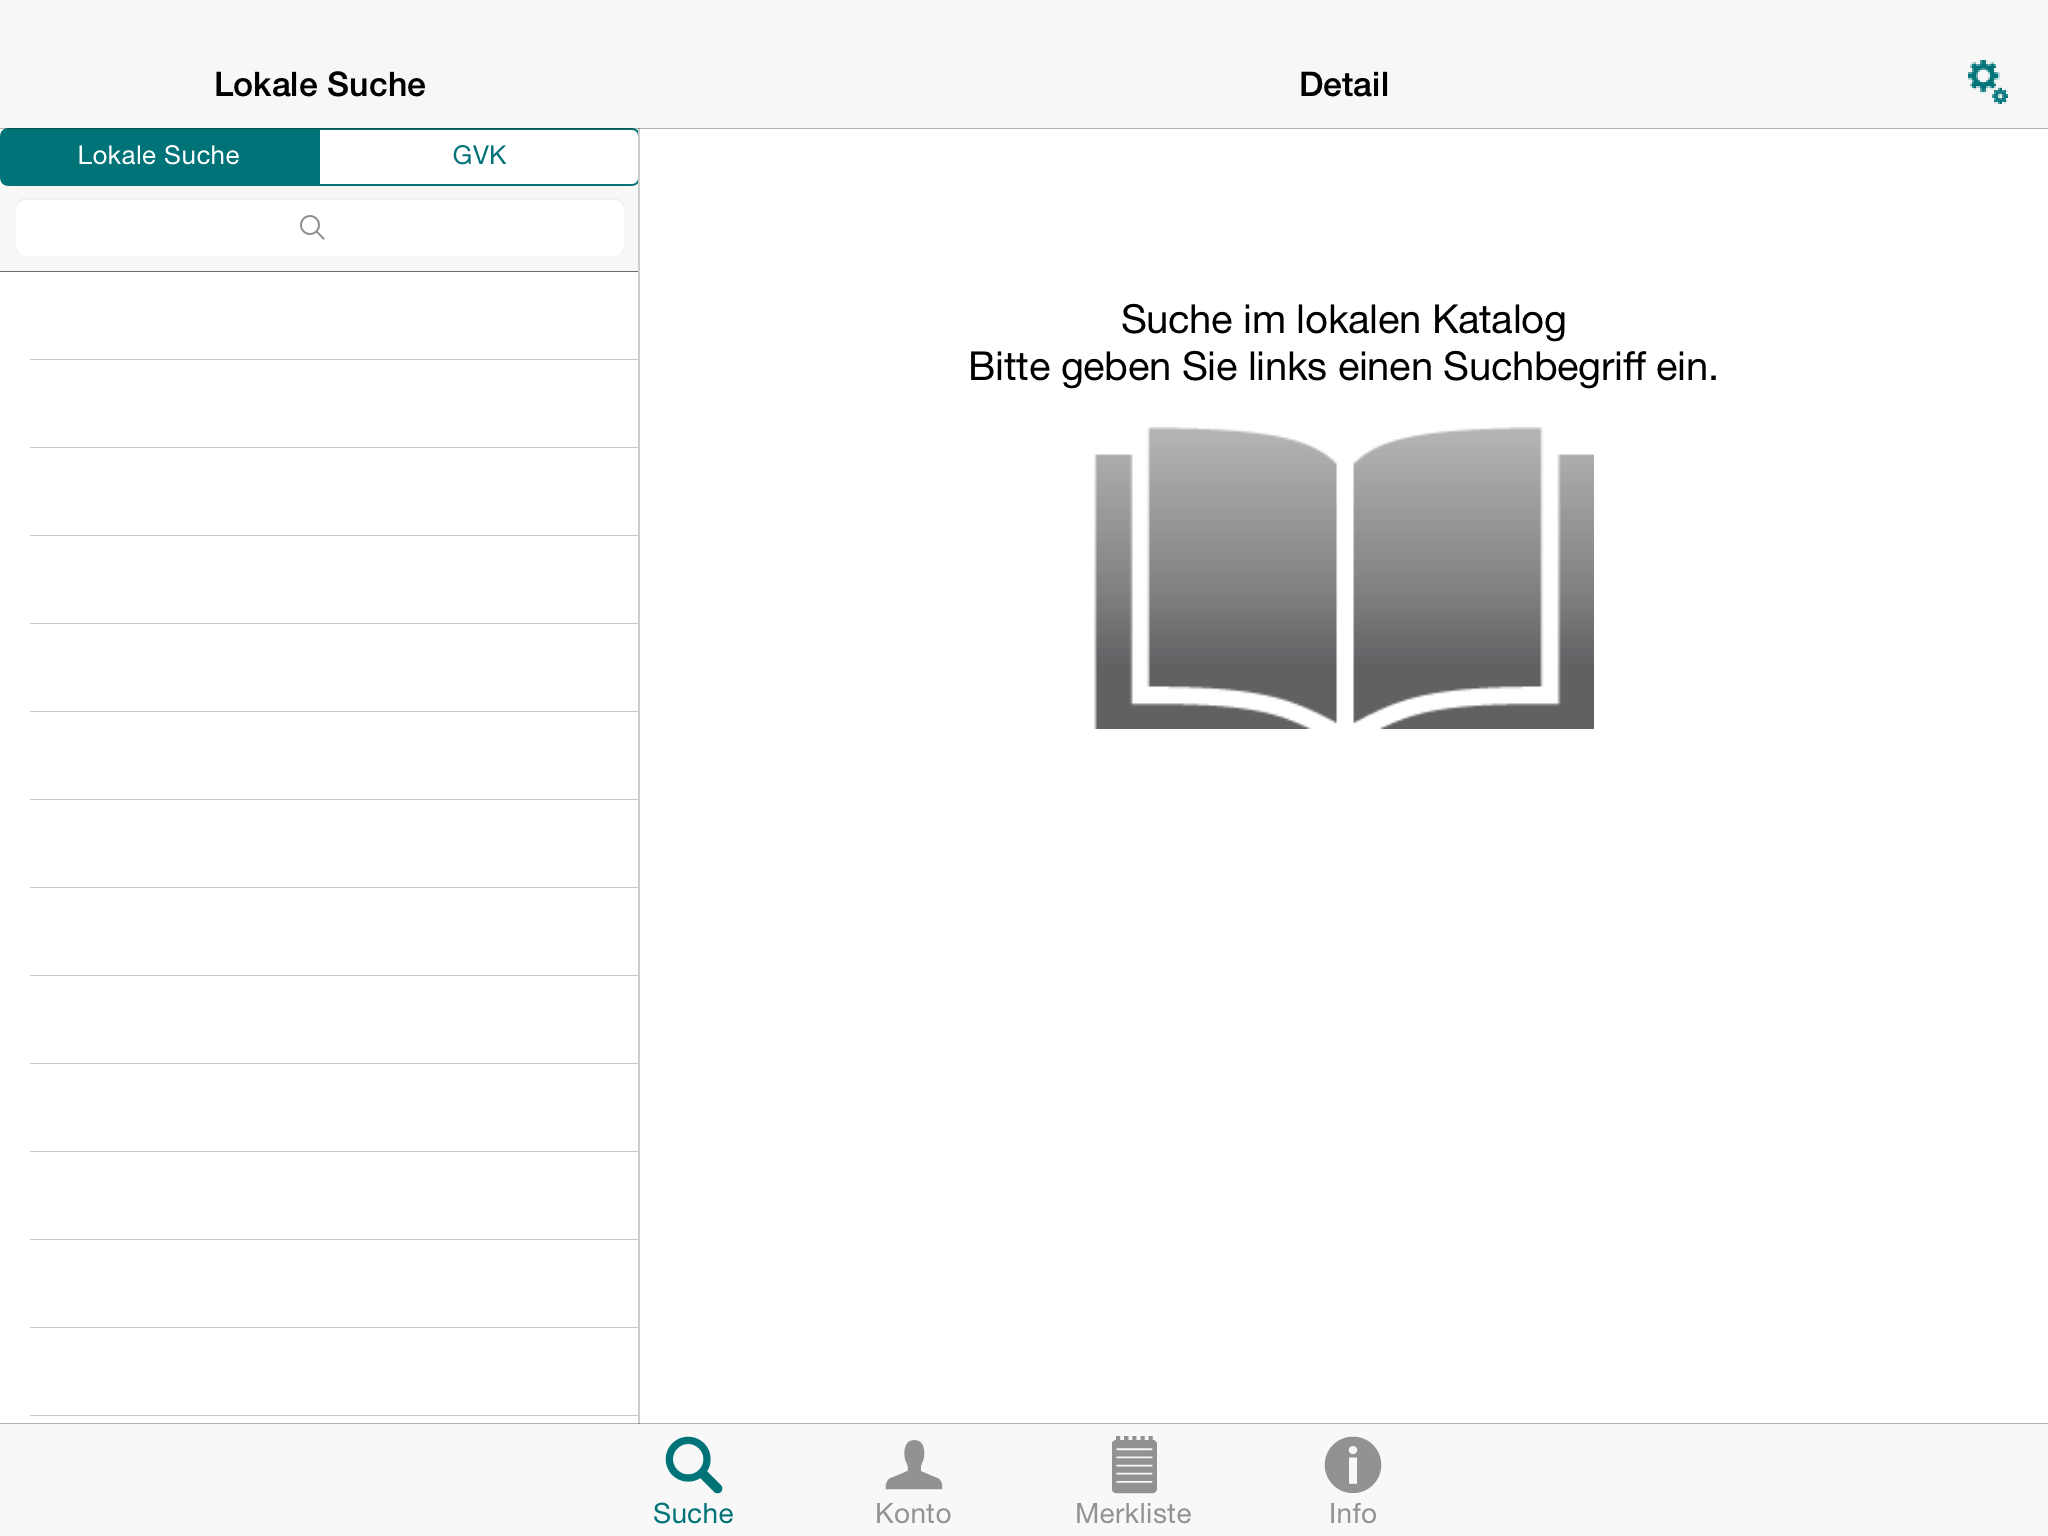 Lokale Suche
Detail
Lokale Suche
GVK
Suche im lokalen Katalog
Bitte geben Sie links einen Suchbegriff ein.
Suche
Konto
Merkliste
Info